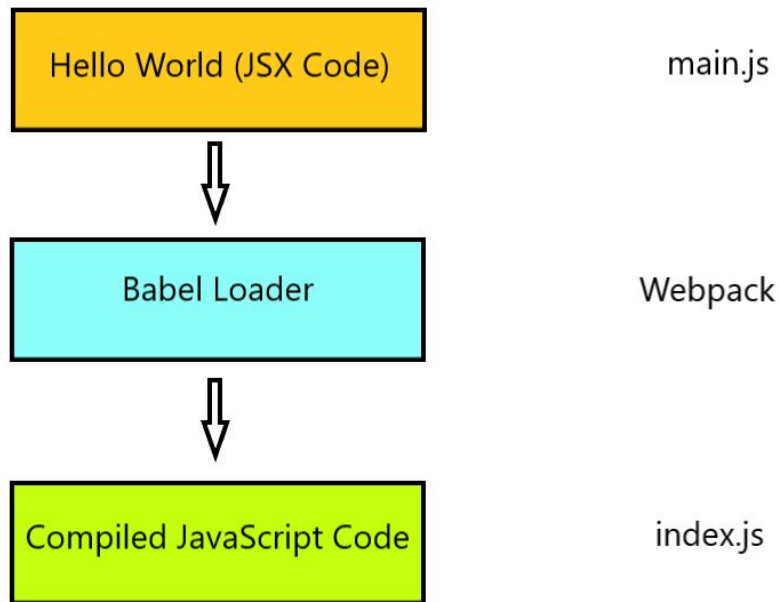 Hello World (JSX Code)
main.js
Babel Loader
Webpack
Compiled JavaScript Code
index.js